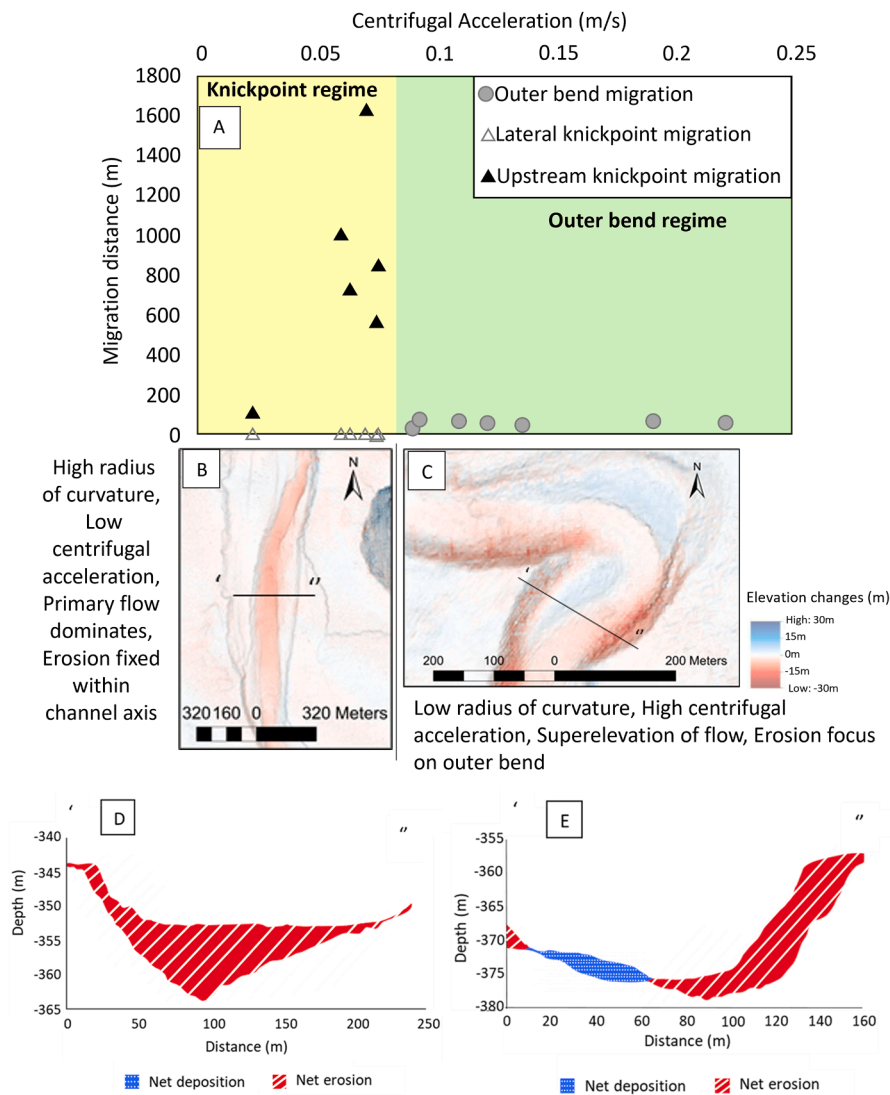 Centrifugal Acceleration (m/s)
0 0.05 0.1 0.15 0.2 0.25
1800
1600
1400
1200
1000
800
600
400
200
0
Migration distance (m)
Knickpoint regime
A
Outer bend migration
Lateral knickpoint migration
Upstream knickpoint migration
Outer bend regime
High radius
of curvature,
Low
centrifugal
acceleration,
Primary flow
dominates,
Erosion fixed
within
channel axis
B
N
‘ ‘’
320 160 0 320 Meters
C
N
‘
‘’
200 100 0 200 Meters
Elevation changes (m)
High: 30m
15m
0m
-15m
Low: -30m
Low radius of curvature, High centrifugal
acceleration, Superelevation of flow, Erosion focus
on outer bend
‘ D ‘’
-340
-345
-350
-355
-360
-365
Depth (m)
0 50 100 150 200 250
Distance (m)
Net deposition Net erosion
‘ E ‘’
-355
-360
-365
-370
-375
-380
Depth (m)
0 20 40 60 80 100 120 140 160
Distance (m)
Net deposition Net erosion